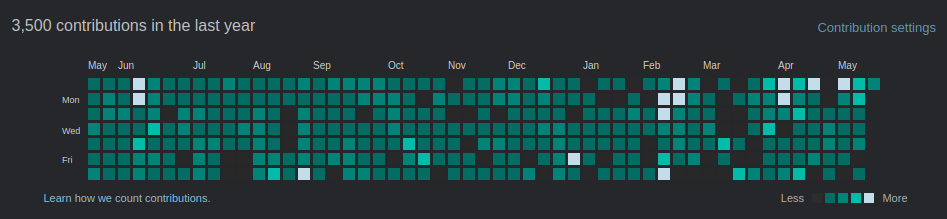 3,500 contributions in the last year
Contribution settings
May Jun Jul Aug Sep Oct Nov Dec Jan Feb Mar Apr May
Mon
Wed
Fri
Learn how we count contributions.
Less More